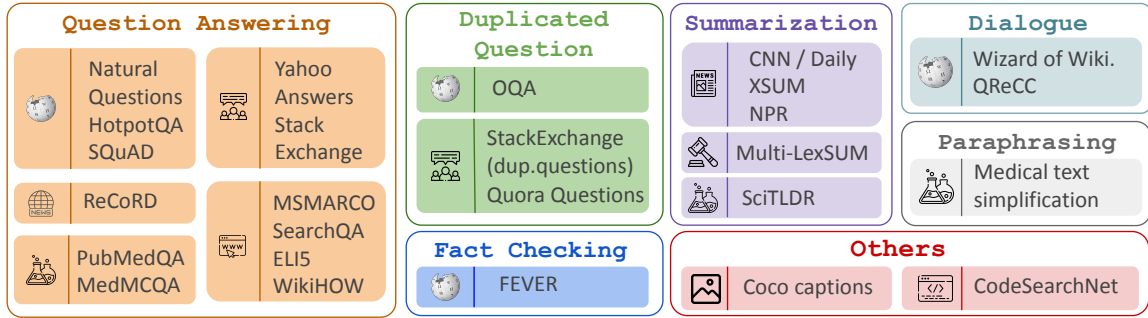 Question Answering
Natural
Questions
HotpotQA
SQuAD
Yahoo
Answers
Stack
Exchange
NEWS
ReCoRD
PubMedQA
MedMCQA
WWW
MSMARCO
SearchQA
ELI5
WikiHOW
Duplicated
Question
OQA
StackExchange
(dup.questions)
Quora Questions
Fact Checking
FEVER
Summarization
NEWS
CNN / Daily
XSUM
NPR
Multi-LexSUM
SciTLDR
Dialogue
Wizard of Wiki.
QReCC
Paraphrasing
Medical text
simplification
Others
Coco captions
</>
CodeSearchNet